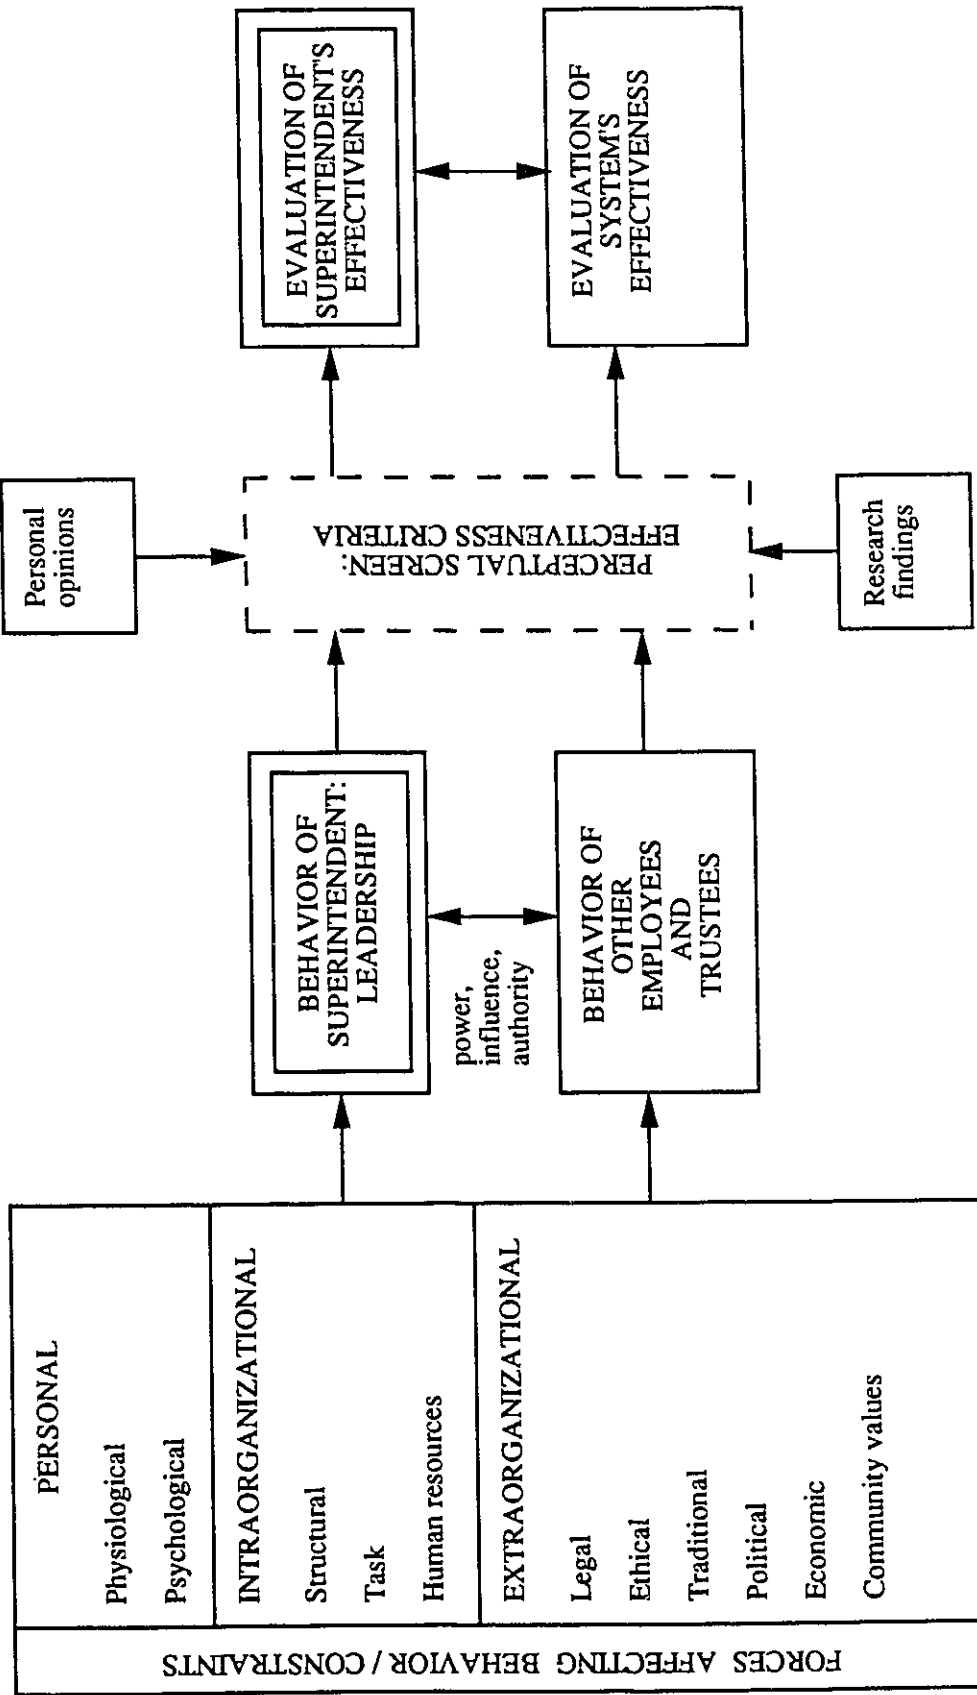 FORCES AFFECTING BEHAVIOR / CONSTRAINTS
PERSONAL
Physiological
Psychological
INTRAORGANIZATIONAL
Structural
Task
Human resources
EXTRAORGANIZATIONAL
Legal
Ethical
Traditional
Political
Economic
Community values
BEHAVIOR OF
SUPERINTENDENT:
LEADERSHIP
power,
influence,
authority
BEHAVIOR OF
OTHER
EMPLOYEES
AND
TRUSTEES
Personal
opinions
PERCEPTUAL SCREEN:
EFFECTIVENESS CRITERIA
Research
findings
EVALUATION OF
SUPERINTENDENT'S
EFFECTIVENESS
EVALUATION OF
SYSTEM'S
EFFECTIVENESS